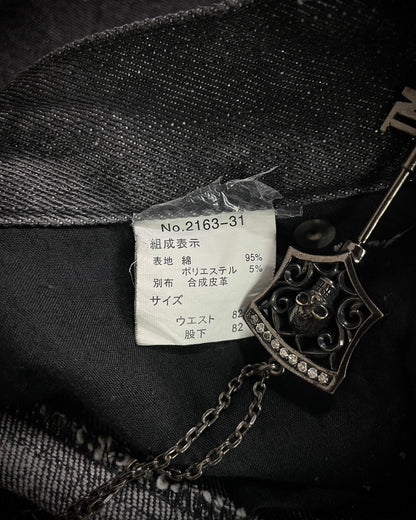 No.2163-31
組成表示
表地 綿 95%
ポリエステル 5%
別布 合成皮革
サイズ
ウエスト 82
股下 82
TM